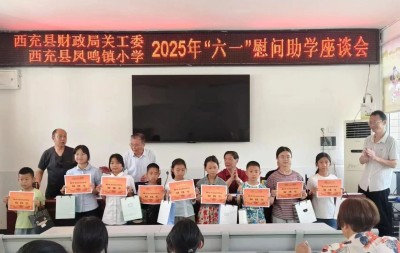 西充县财政局关工委
西充县凤鸣镇小学
2025年“六一”慰问助学座谈会